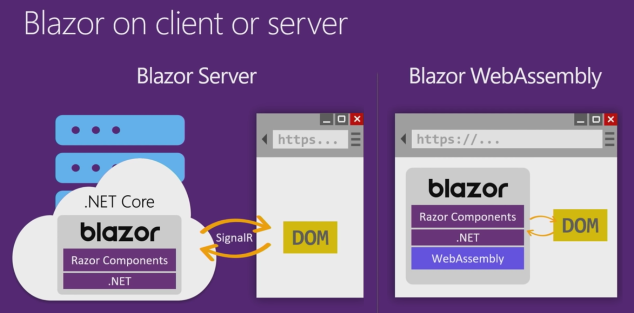 Blazor on client or server
Blazor Server
.NET Core
blazor
Razor Components
.NET
SignalR
https...
DOM
Blazor WebAssembly
https://...
blazor
Razor Components
.NET
WebAssembly
DOM